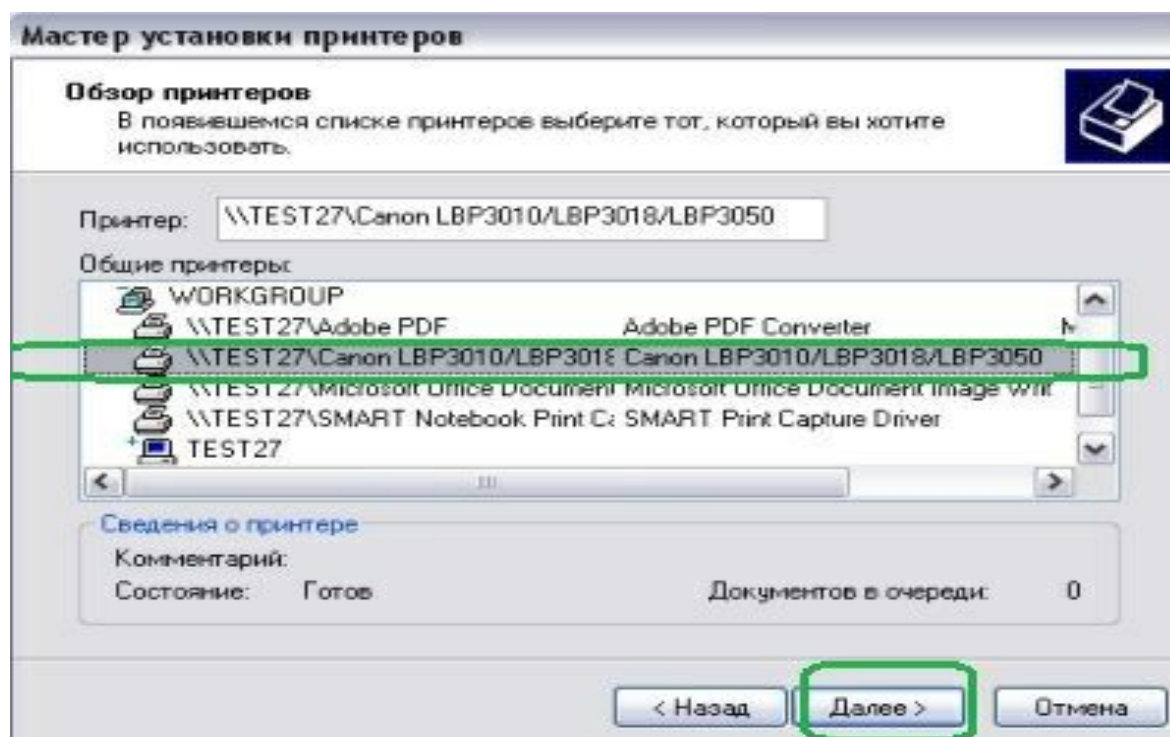 Мастер установки принтеров
Обзор принтеров
В появившемся списке принтеров выберите тот, который вы хотите
использовать.
Принтер: \\TEST27\Canon LBP3010/LBP3018/LBP3050
Общие принтеры:
WORKGROUP
\\TEST27\Adobe PDF Adobe PDF Converter
\\TEST27\Canon LBP3010/LBP3018 Canon LBP3010/LBP3018/LBP3050
\\TEST27\Microsoft Office Document Microsoft Office Document Image Writ
\\TEST27\SMART Notebook Print Ca SMART Print Capture Driver
TEST27
Сведения о принтере
Комментарий:
Состояние: Готов Документов в очереди: 0
< Назад Далее > Отмена